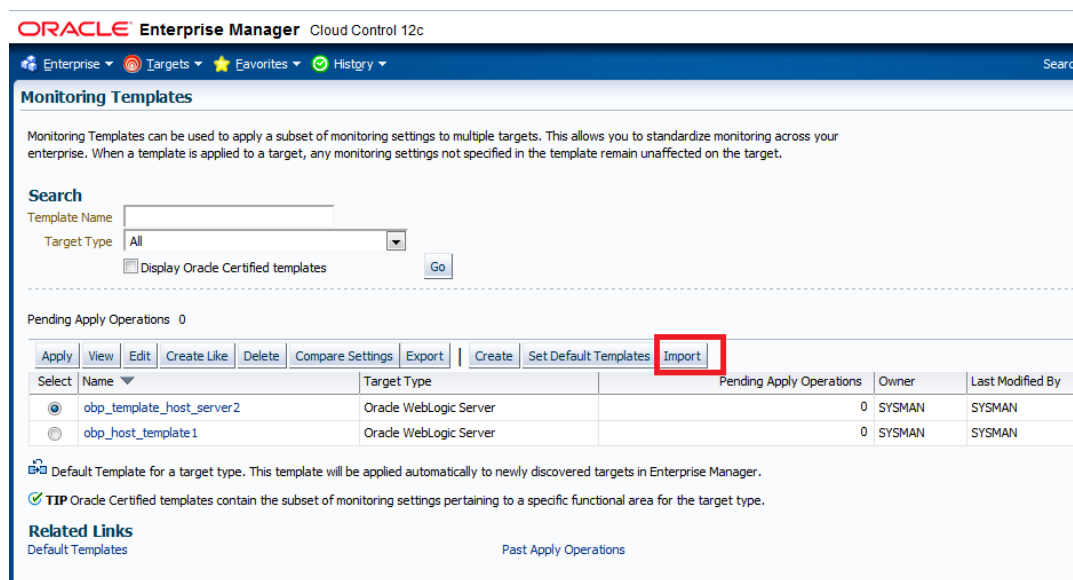 ORACLE Enterprise Manager Cloud Control 12c
Enterprise Targets Favorites History Searc
Monitoring Templates
Monitoring Templates can be used to apply a subset of monitoring settings to multiple targets. This allows you to standardize monitoring across your
enterprise. When a template is applied to a target, any monitoring settings not specified in the template remain unaffected on the target.
Search
Template Name
Target Type All
Display Oracle Certified templates Go
Pending Apply Operations 0
Apply View Edit Create Like Delete Compare Settings Export | Create Set Default Templates Import
Select Name Target Type Pending Apply Operations Owner Last Modified By
obp_template_host_server2 Oracle WebLogic Server 0 SYSMAN SYSMAN
obp_host_template1 Oracle WebLogic Server 0 SYSMAN SYSMAN
Default Template for a target type. This template will be applied automatically to newly discovered targets in Enterprise Manager.
TIP Oracle Certified templates contain the subset of monitoring settings pertaining to a specific functional area for the target type.
Related Links
Default Templates Past Apply Operations